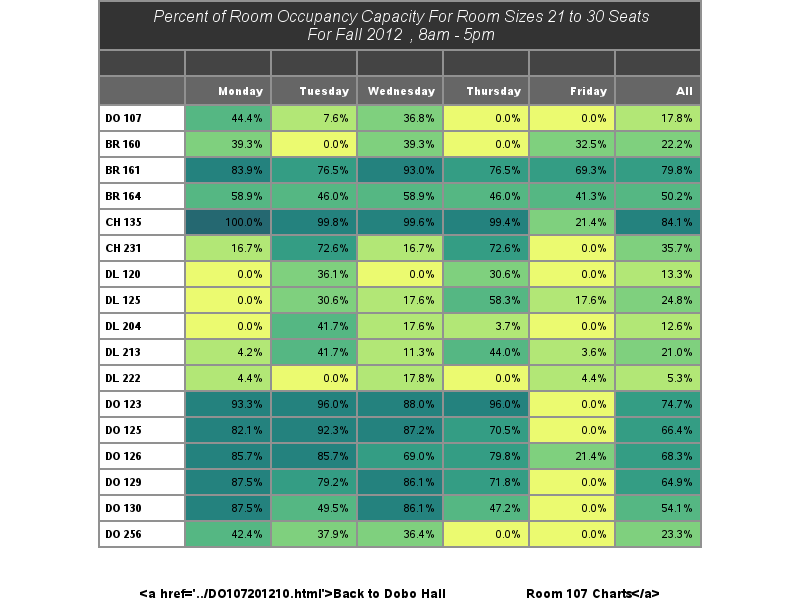 Percent of Room Occupancy Capacity For Room Sizes 21 to 30 Seats
For Fall 2012 , 8am - 5pm
Monday Tuesday Wednesday Thursday Friday All
DO 107 44.4% 7.6% 36.8% 0.0% 0.0% 17.8%
BR 160 39.3% 0.0% 39.3% 0.0% 32.5% 22.2%
BR 161 83.9% 76.5% 93.0% 76.5% 69.3% 79.8%
BR 164 58.9% 46.0% 58.9% 46.0% 41.3% 50.2%
CH 135 100.0% 99.8% 99.6% 99.4% 21.4% 84.1%
CH 231 16.7% 72.6% 16.7% 72.6% 0.0% 35.7%
DL 120 0.0% 36.1% 0.0% 30.6% 0.0% 13.3%
DL 125 0.0% 30.6% 17.6% 58.3% 17.6% 24.8%
DL 204 0.0% 41.7% 17.6% 3.7% 0.0% 12.6%
DL 213 4.2% 41.7% 11.3% 44.0% 3.6% 21.0%
DL 222 4.4% 0.0% 17.8% 0.0% 4.4% 5.3%
DO 123 93.3% 96.0% 88.0% 96.0% 0.0% 74.7%
DO 125 82.1% 92.3% 87.2% 70.5% 0.0% 66.4%
DO 126 85.7% 85.7% 69.0% 79.8% 21.4% 68.3%
DO 129 87.5% 79.2% 86.1% 71.8% 0.0% 64.9%
DO 130 87.5% 49.5% 86.1% 47.2% 0.0% 54.1%
DO 256 42.4% 37.9% 36.4% 0.0% 0.0% 23.3%
<a href='../DO107201210.html'>Back to Dobo Hall Room 107 Charts</a>